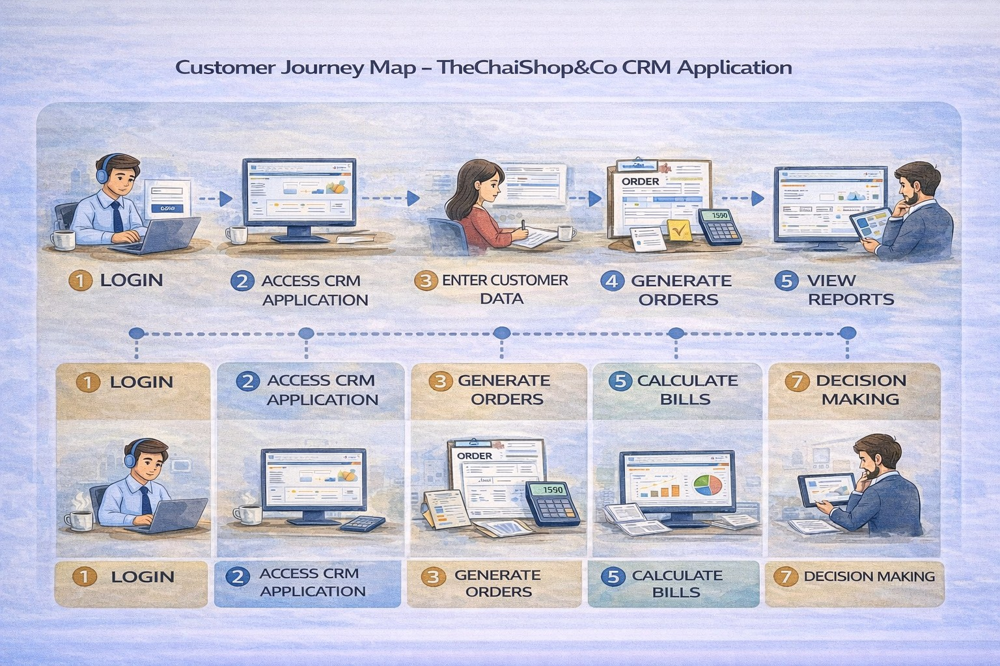 Customer Journey Map – TheChaiShop&Co CRM Application
ORDER
1590
1 LOGIN
2 ACCESS CRM
APPLICATION
3 ENTER CUSTOMER
DATA
4 GENERATE
ORDERS
5 VIEW
REPORTS
1 LOGIN
2 ACCESS CRM
APPLICATION
3 GENERATE
ORDERS
5 CALCULATE
BILLS
7 DECISION
MAKING
ORDER
1590
1 LOGIN
2 ACCESS CRM
APPLICATION
3 GENERATE
ORDERS
5 CALCULATE
BILLS
7 DECISION MAKING